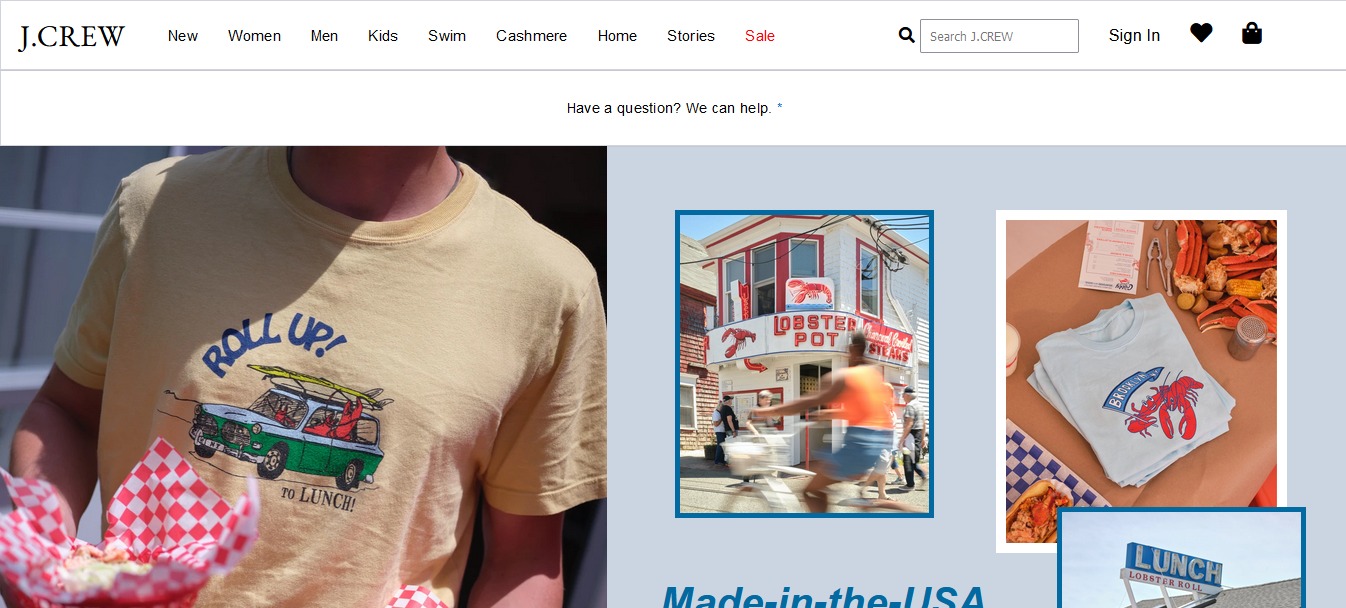 J.CREW
New Women Men Kids Swim Cashmere Home Stories Sale
Search J.CREW
Sign In
Have a question? We can help. *
ROLL UP!
TO LUNCH!
LOBSTER
POT
STEAKS
BROOKLYN
LUNCH
LOBSTER ROLL
Made-in-the-USA